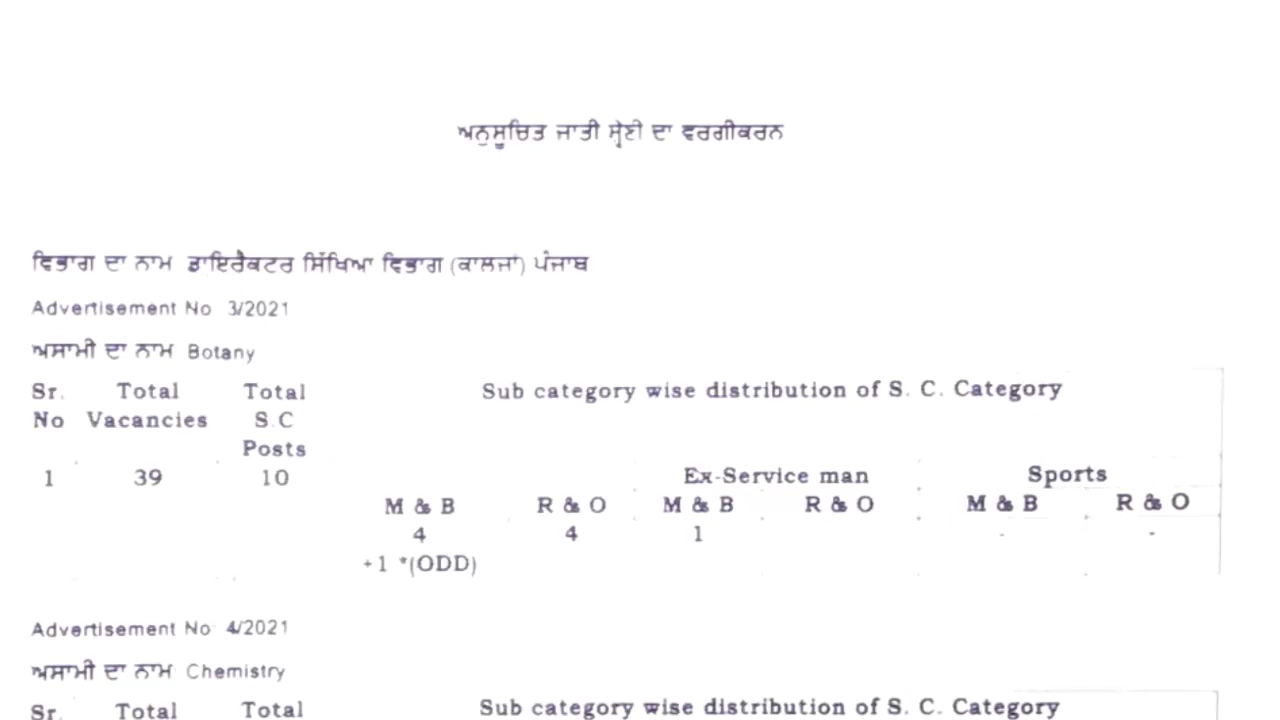 ਅਨੁਸੂਚਿਤ ਜਾਤੀ ਸ੍ਰੇਣੀ ਦਾ ਵਰਗੀਕਰਨ
ਵਿਭਾਗ ਦਾ ਨਾਮ ਡਾਇਰੈਕਟਰ ਸਿੱਖਿਆ ਵਿਭਾਗ (ਕਾਲਜਾਂ) ਪੰਜਾਬ
Advertisement No 3/2021
ਅਸਾਮੀ ਦਾ ਨਾਮ Botany
Sr. Total Total Sub category wise distribution of S. C. Category
No Vacancies S.C
Posts
1 39 10 Ex-Service man Sports
M & B R & O M & B R & O M & B R & O
4 4 1 - -
+1 *(ODD)
Advertisement No 4/2021
ਅਸਾਮੀ ਦਾ ਨਾਮ Chemistry
Sr. Total Total Sub category wise distribution of S. C. Category